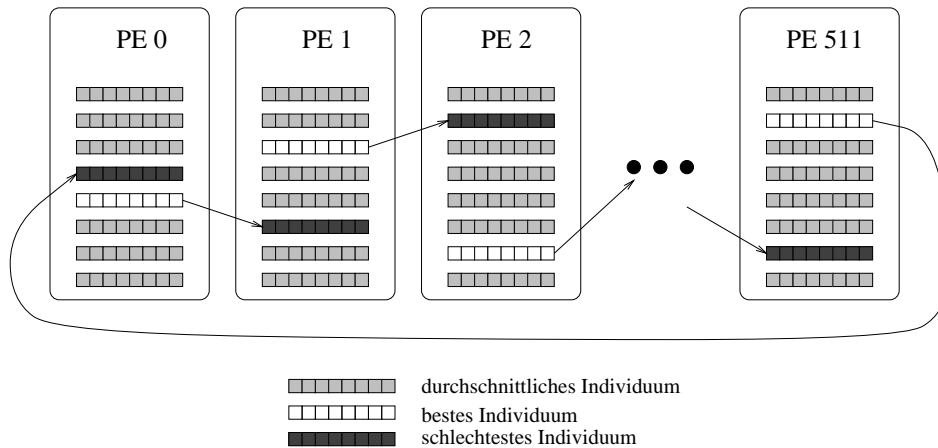 PE 0
PE 1
PE 2
PE 511
durchschnittliches Individuum
bestes Individuum
schlechtestes Individuum